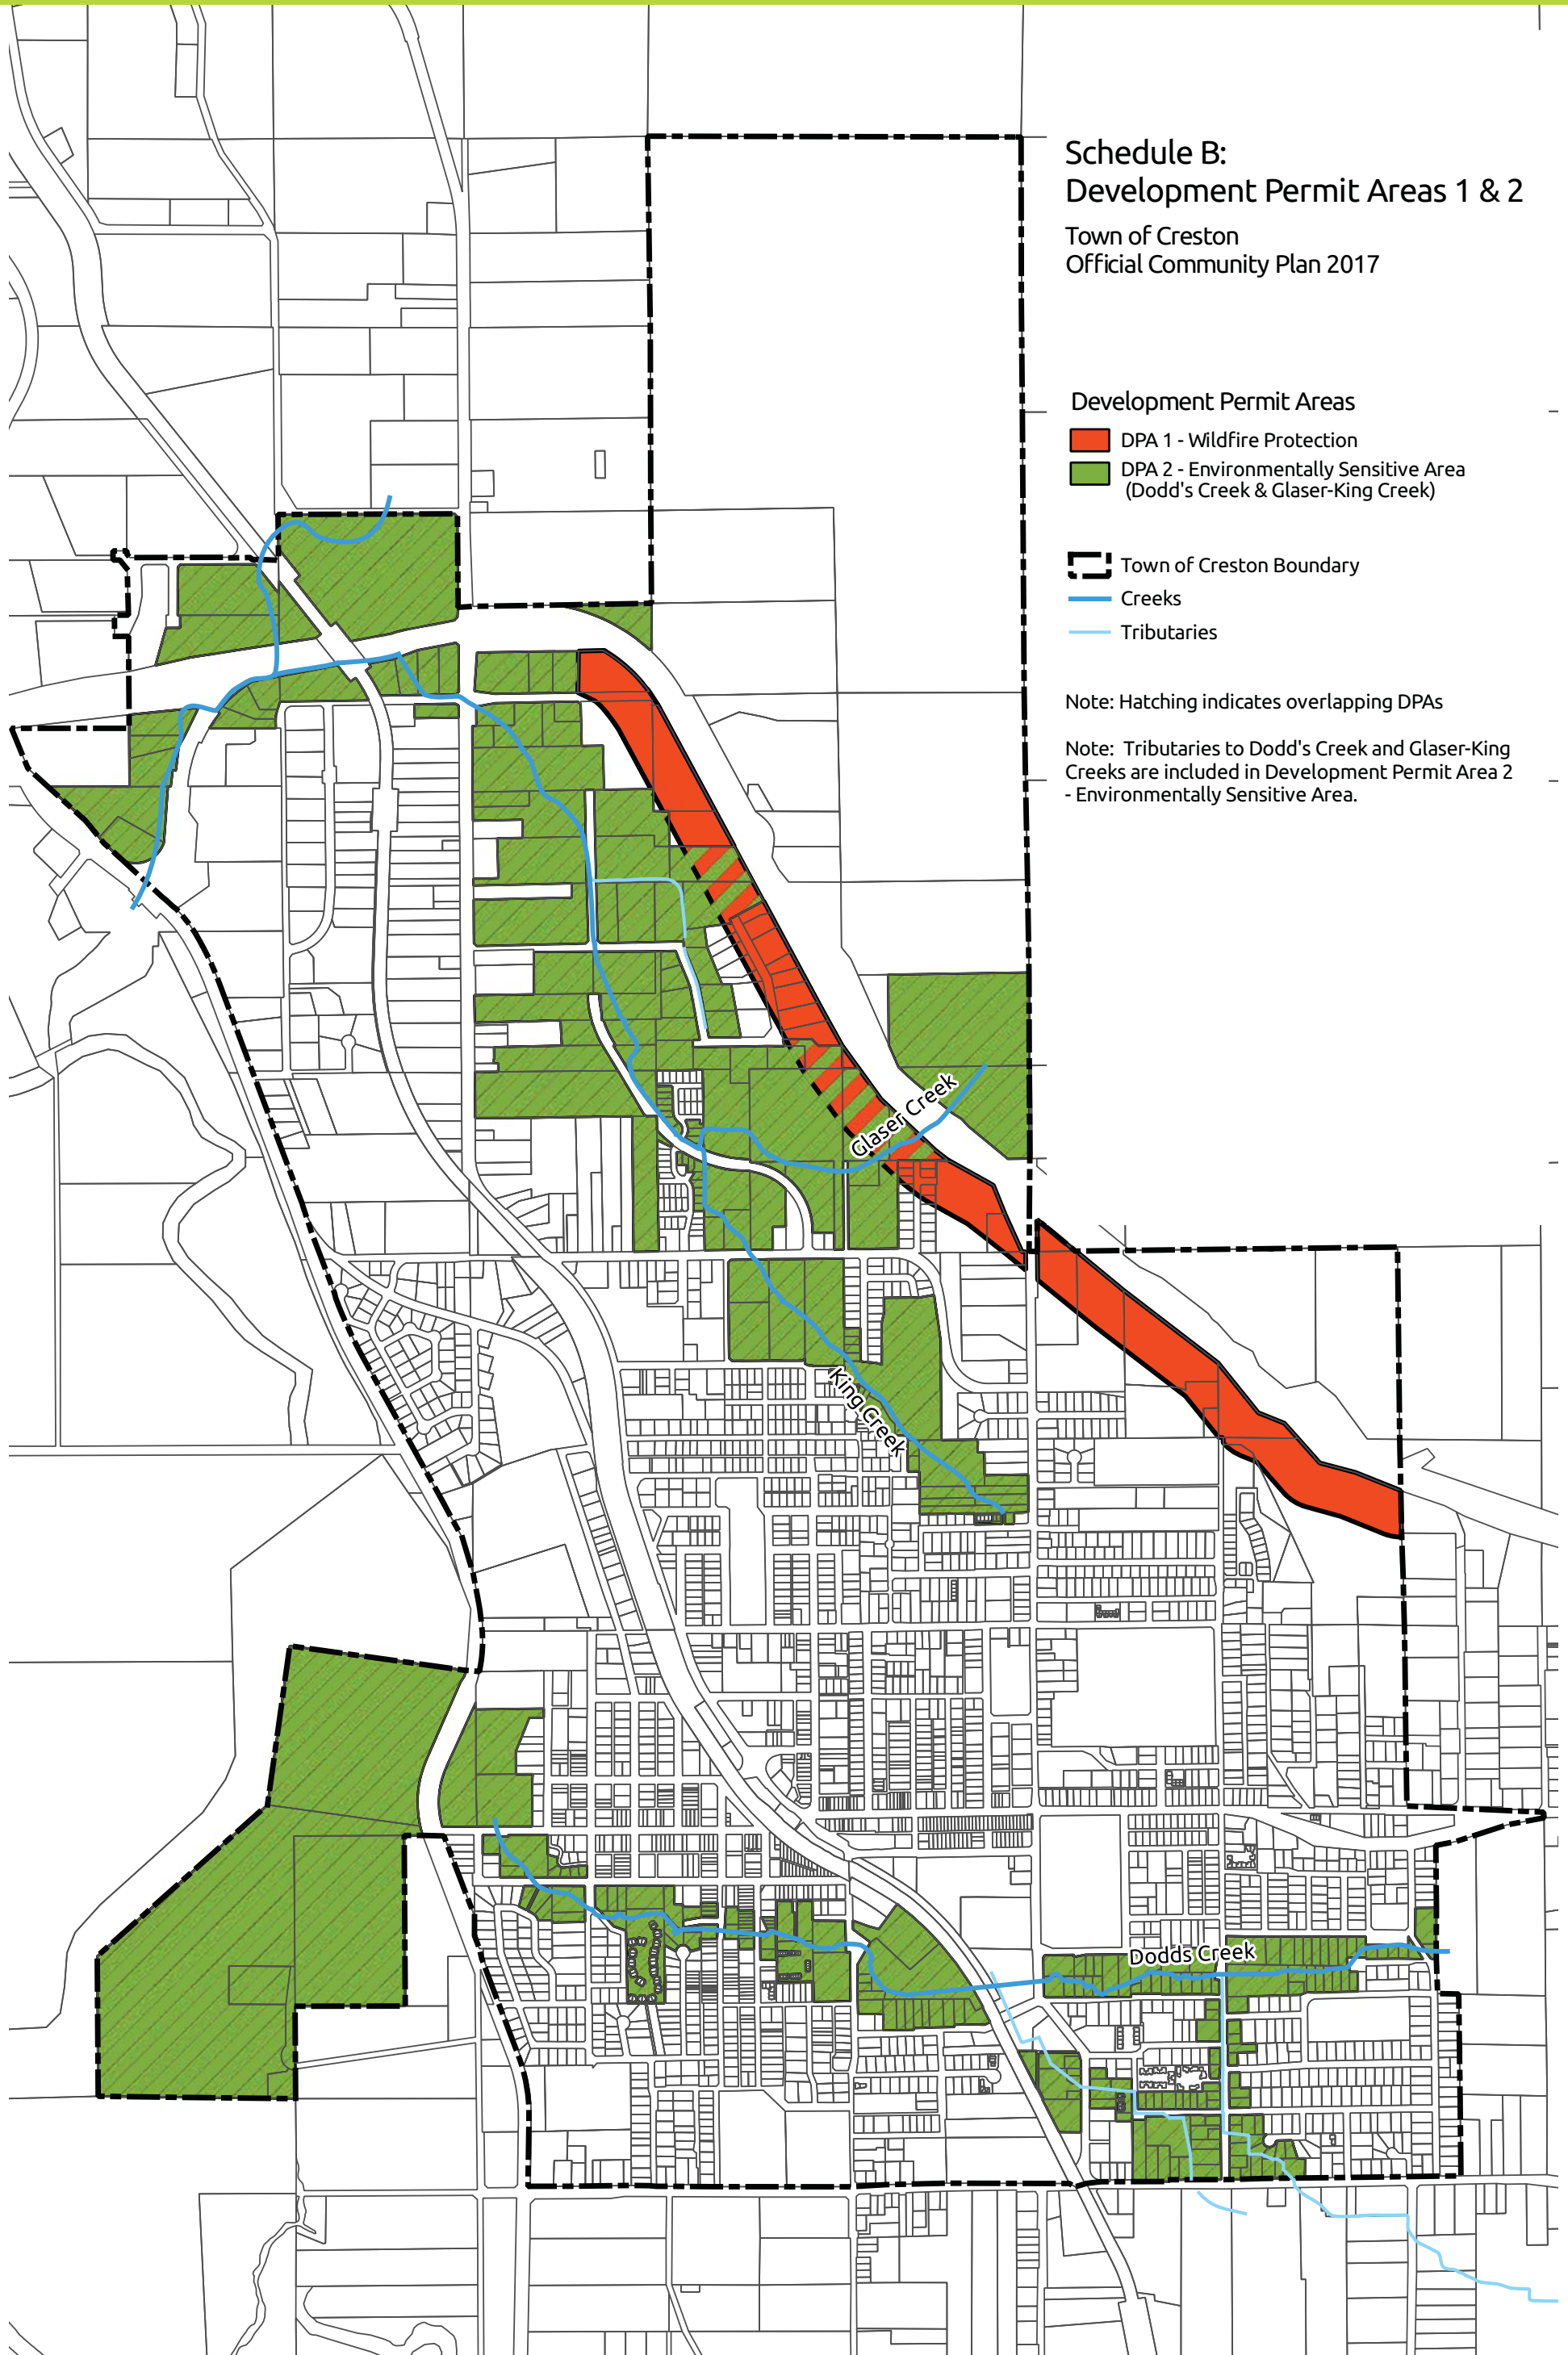 Schedule B:
Development Permit Areas 1 & 2
Town of Creston
Official Community Plan 2017
Development Permit Areas
DPA 1 - Wildfire Protection
DPA 2 - Environmentally Sensitive Area
(Dodd's Creek & Glaser-King Creek)
Town of Creston Boundary
Creeks
Tributaries
Note: Hatching indicates overlapping DPAs
Note: Tributaries to Dodd's Creek and Glaser-King
Creeks are included in Development Permit Area 2
- Environmentally Sensitive Area.
Glaser Creek
King Creek
Dodds Creek